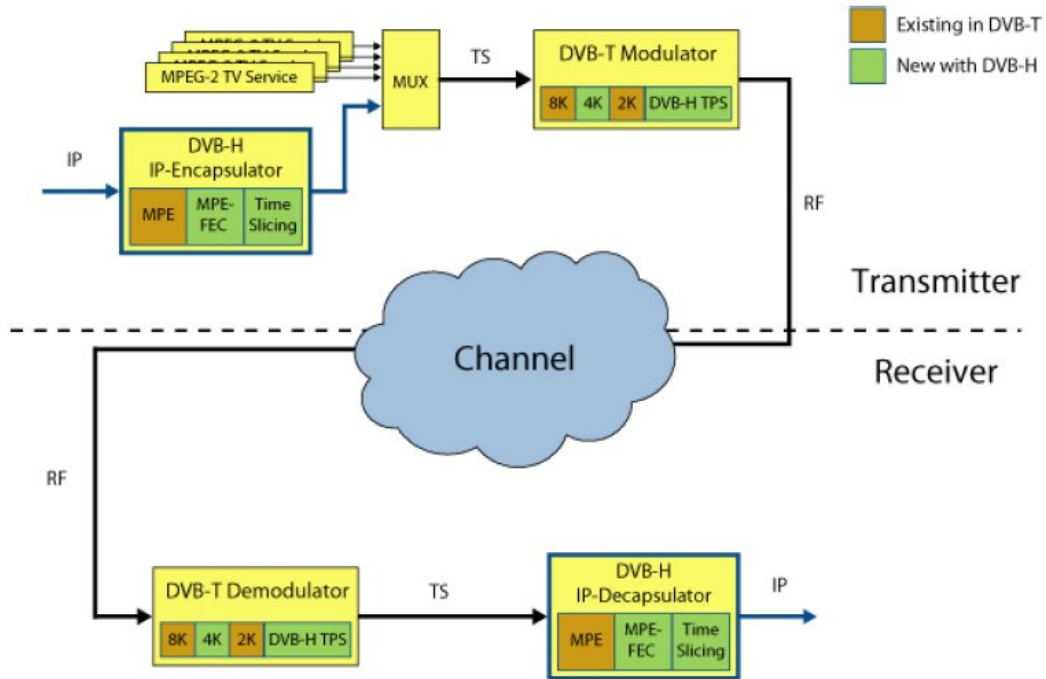 Existing in DVB-T
New with DVB-H
MPEG-2 TV Service
MUX
TS
DVB-T Modulator
8K
4K
2K
DVB-H TPS
IP
DVB-H
IP-Encapsulator
MPE
MPE-
FEC
Time
Slicing
RF
Transmitter
Channel
Receiver
RF
DVB-T Demodulator
8K
4K
2K
DVB-H TPS
TS
DVB-H
IP-Decapsulator
MPE
MPE-
FEC
Time
Slicing
IP